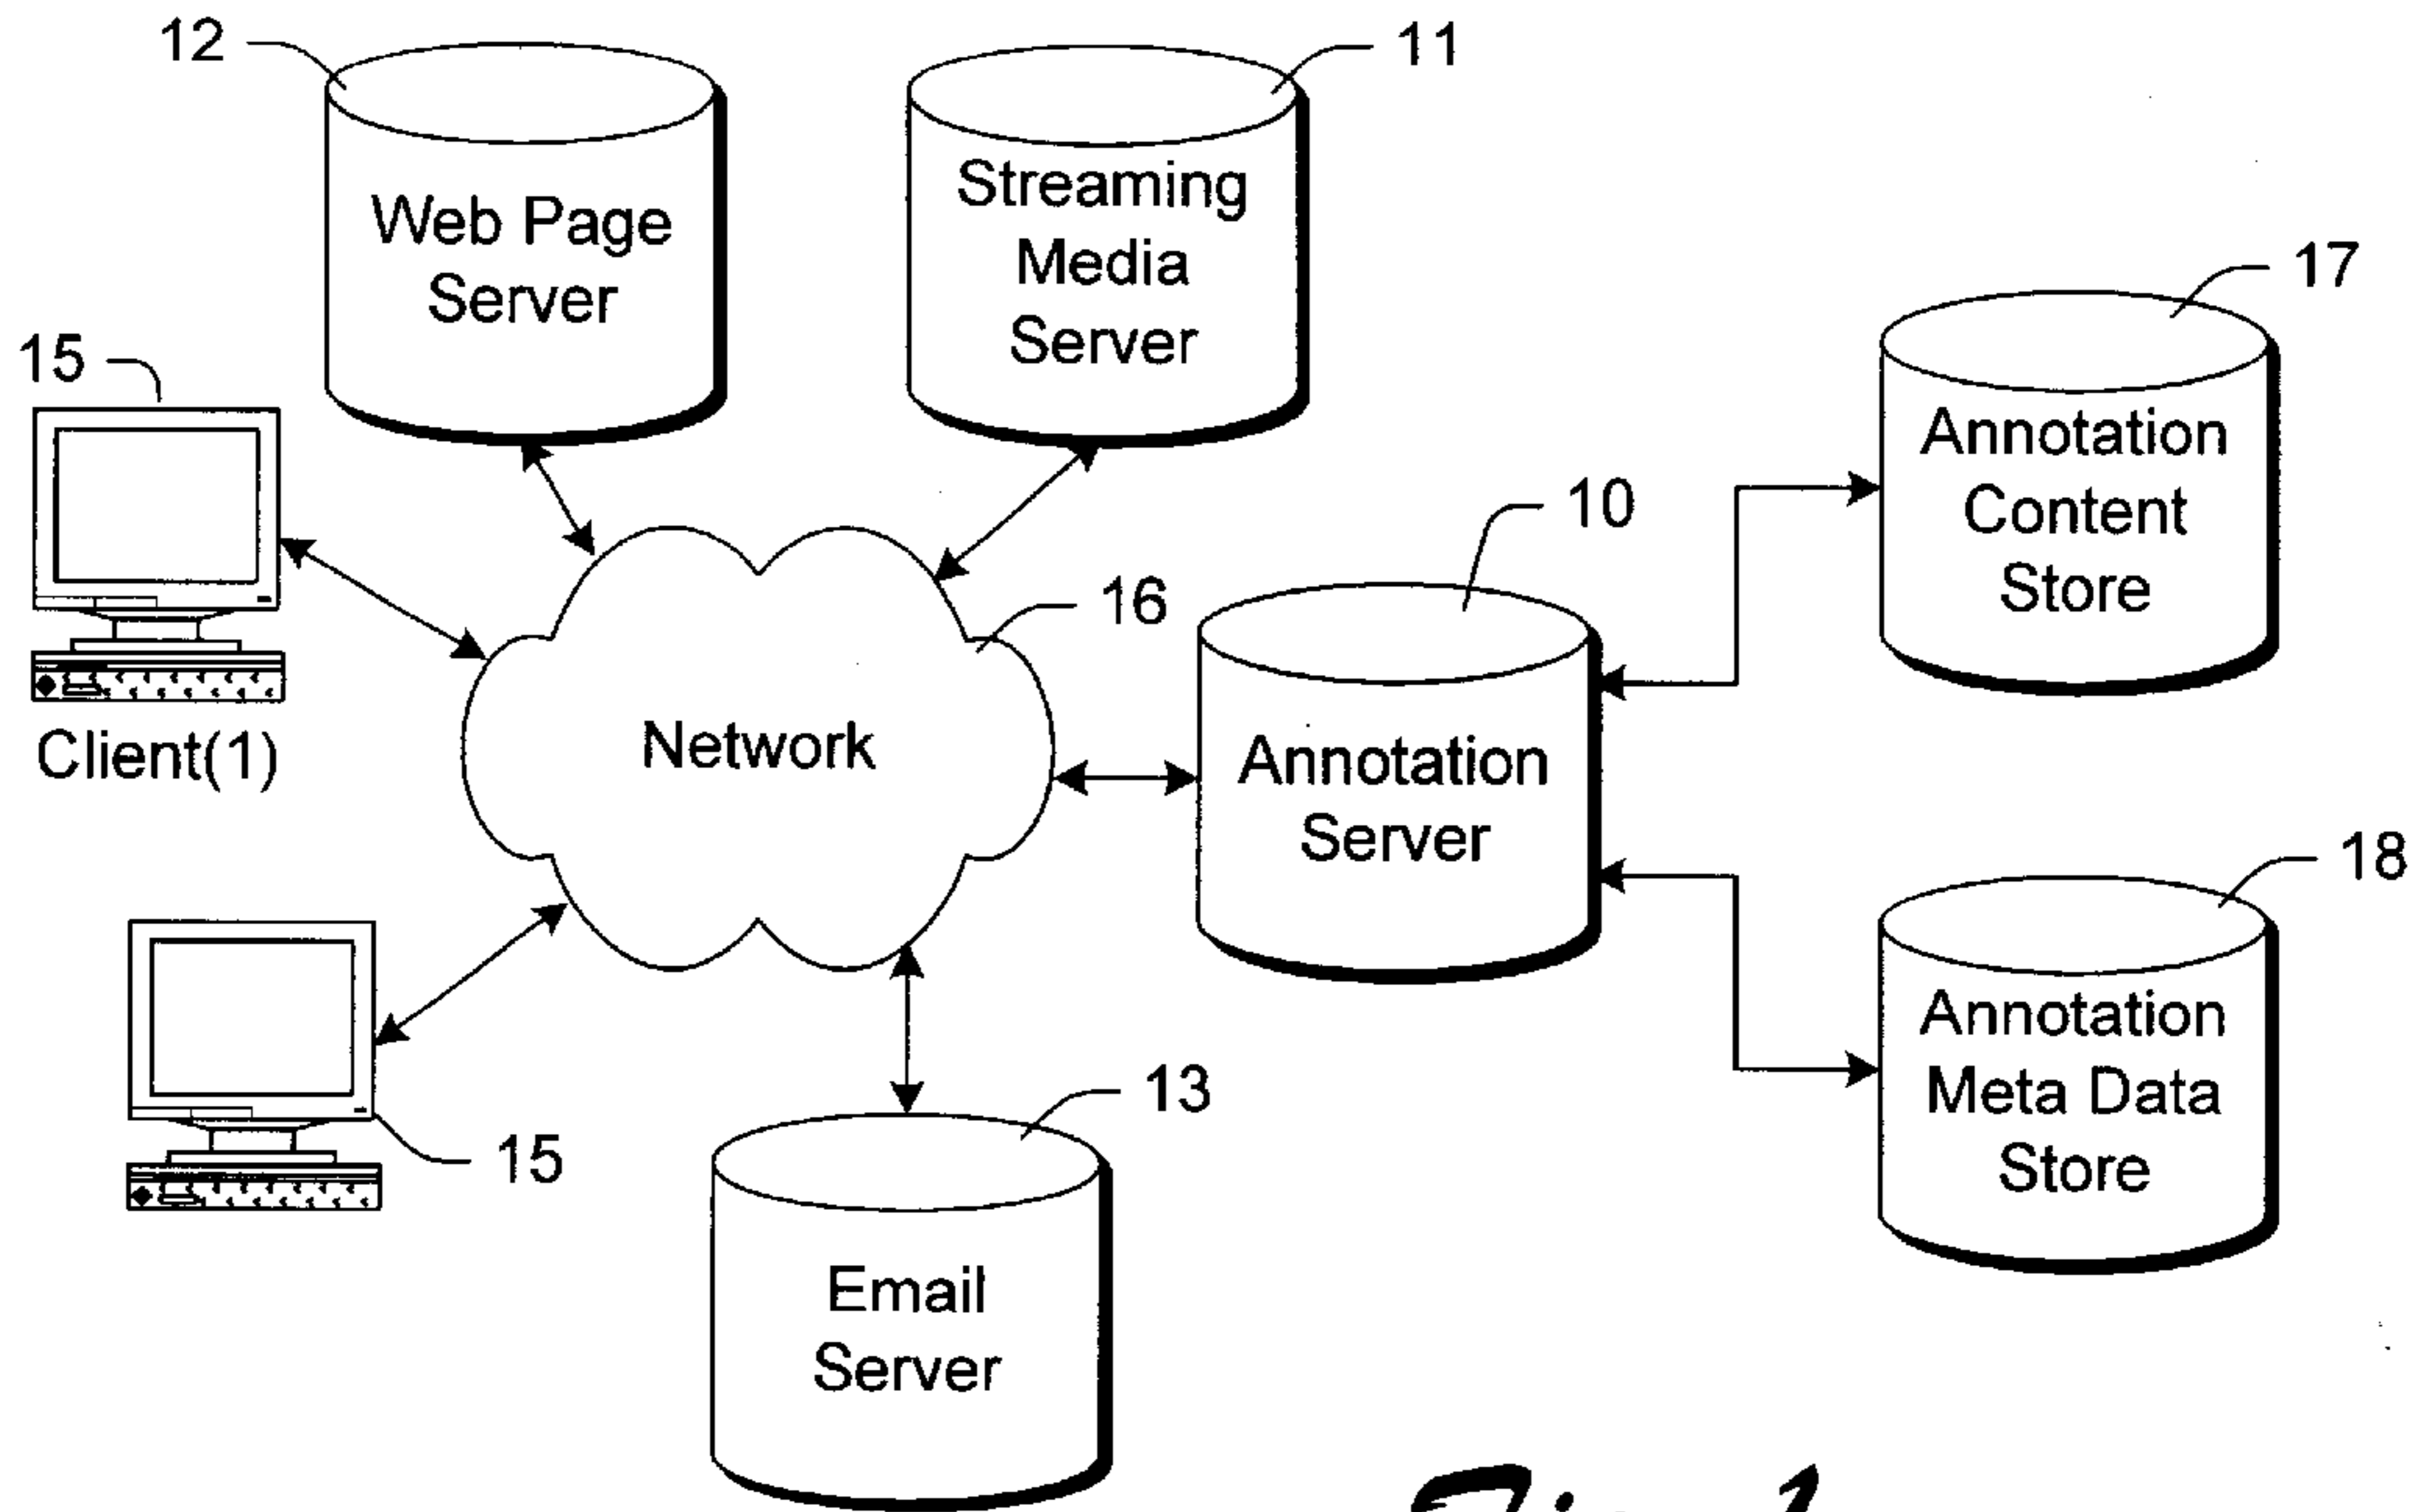 12
11
Web Page
Server
Streaming
Media
Server
17
15
Annotation
Content
Store
10
16
Client(1)
Network
Annotation
Server
18
Annotation
Meta Data
Store
13
15
Email
Server